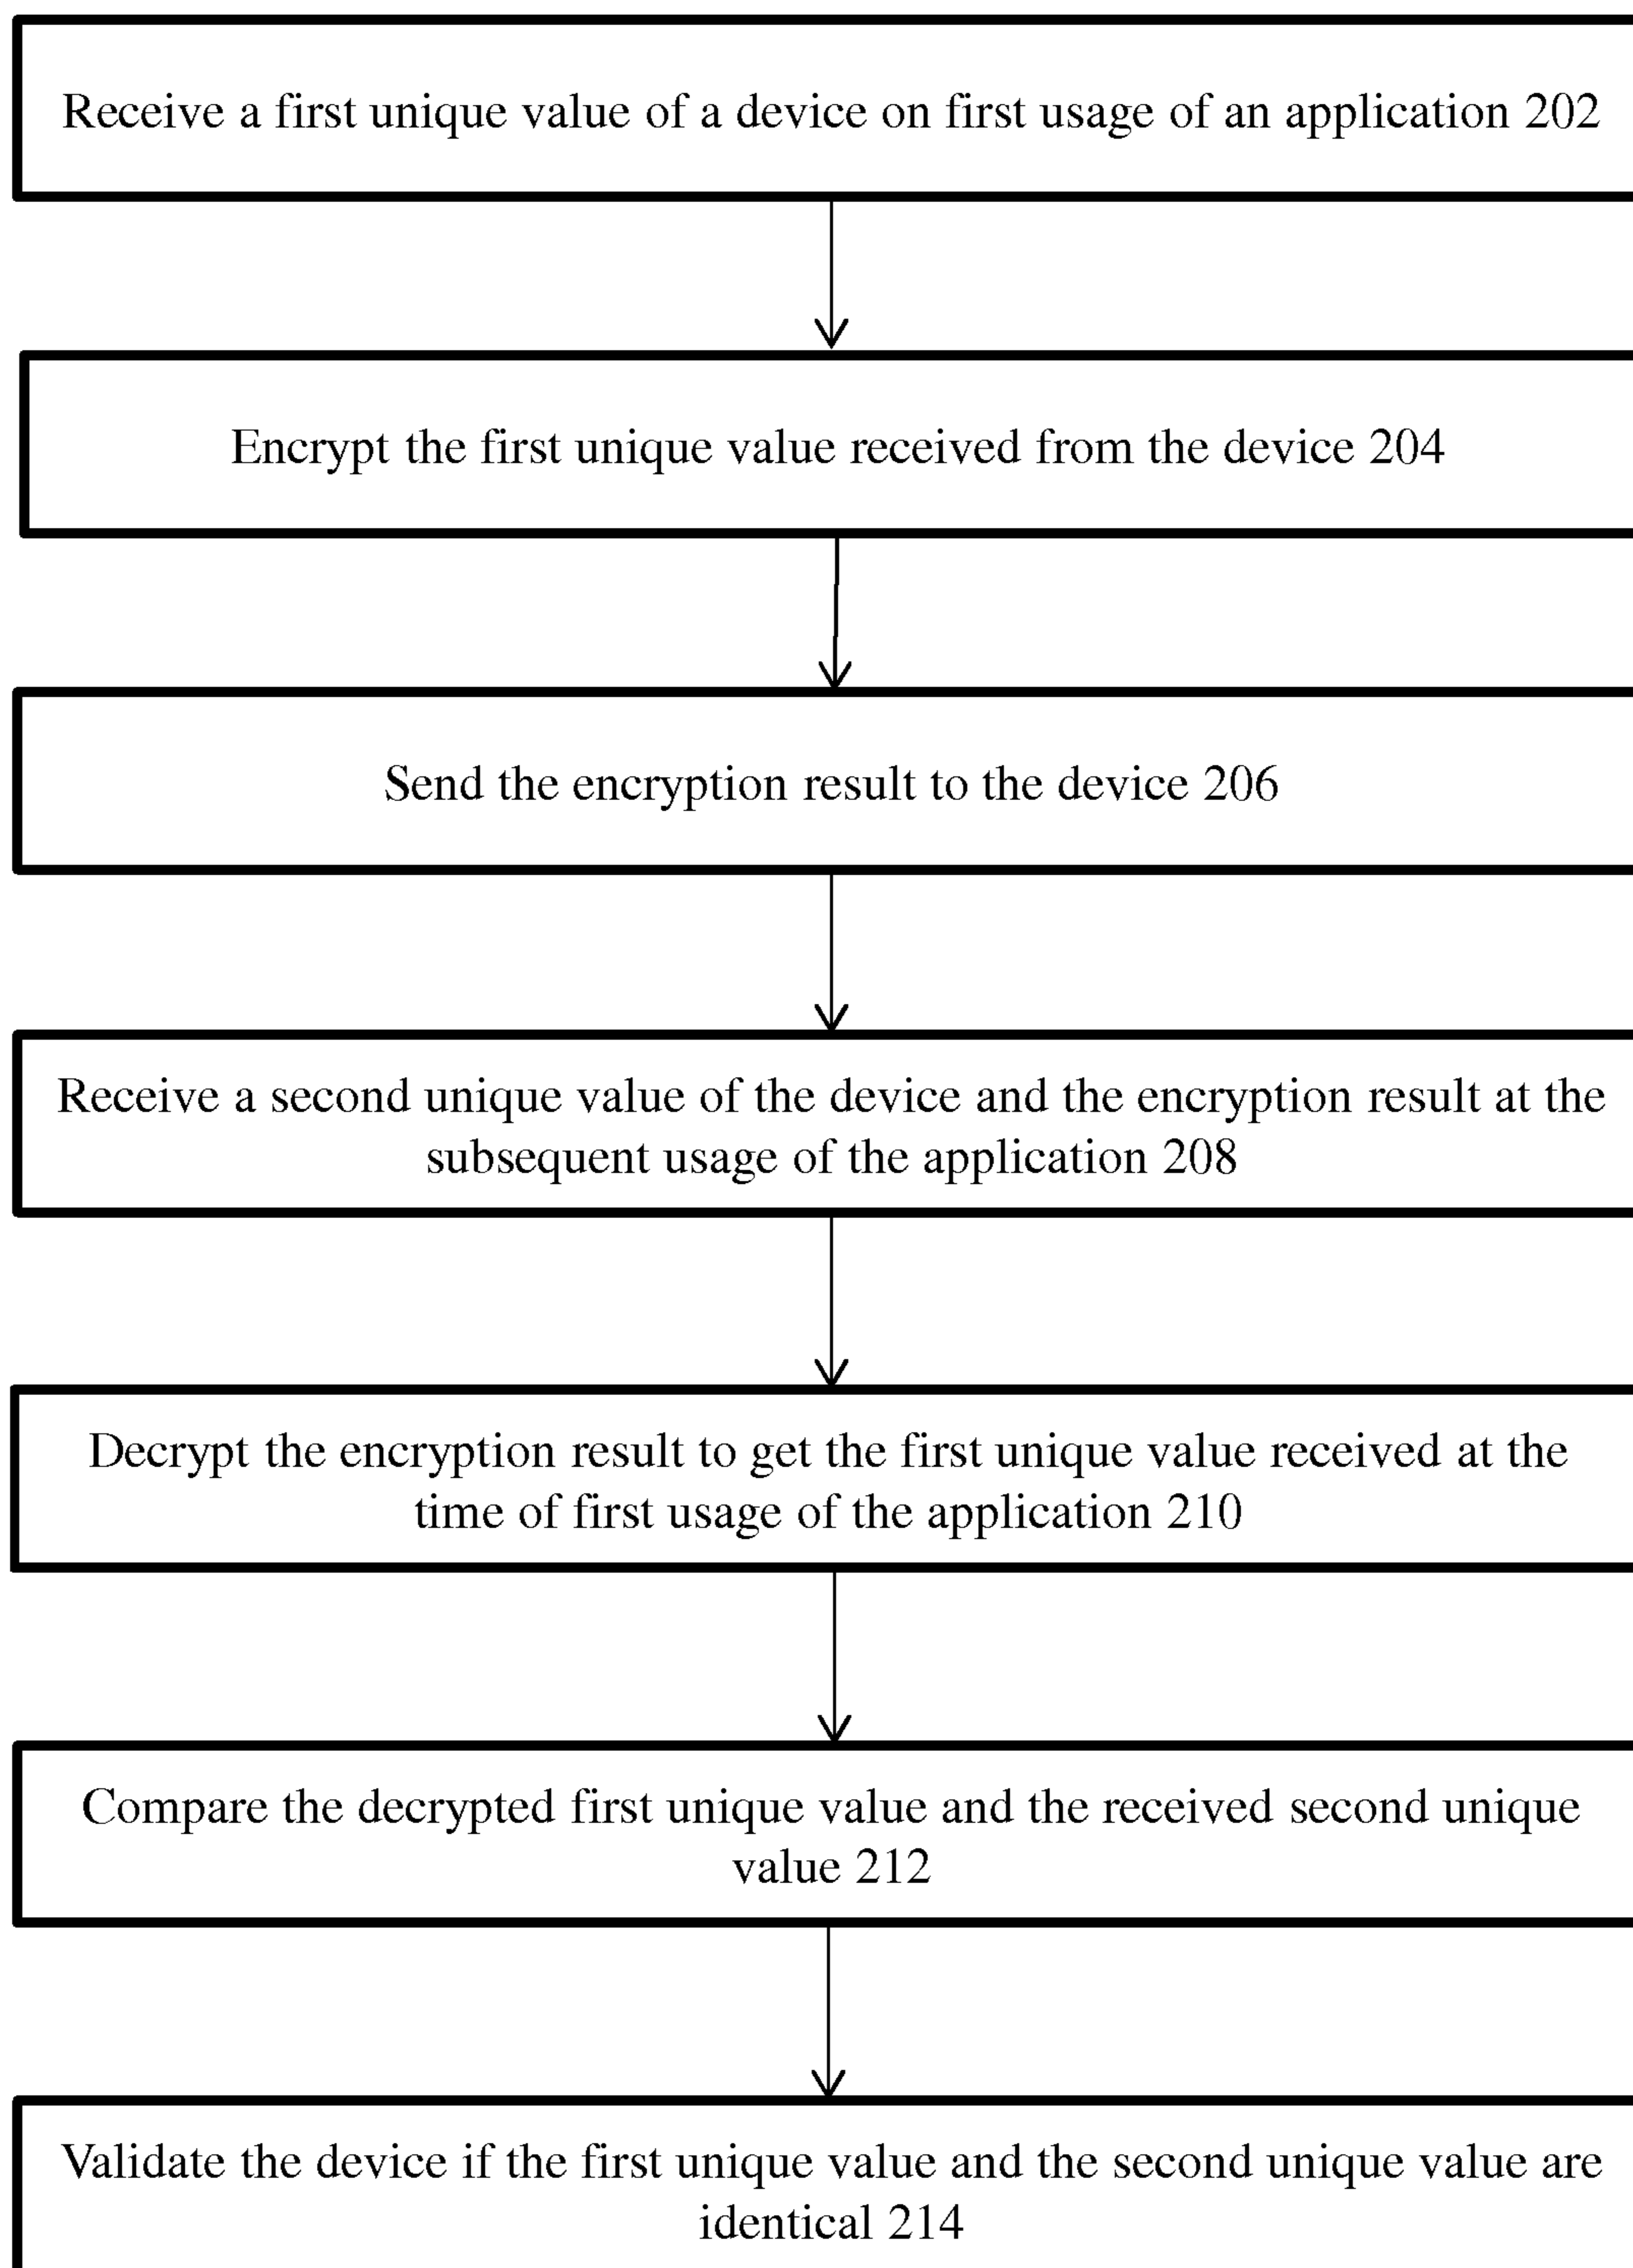 Receive a first unique value of a device on first usage of an application 202
Encrypt the first unique value received from the device 204
Send the encryption result to the device 206
Receive a second unique value of the device and the encryption result at the
subsequent usage of the application 208
Decrypt the encryption result to get the first unique value received at the
time of first usage of the application 210
Compare the decrypted first unique value and the received second unique
value 212
Validate the device if the first unique value and the second unique value are
identical 214